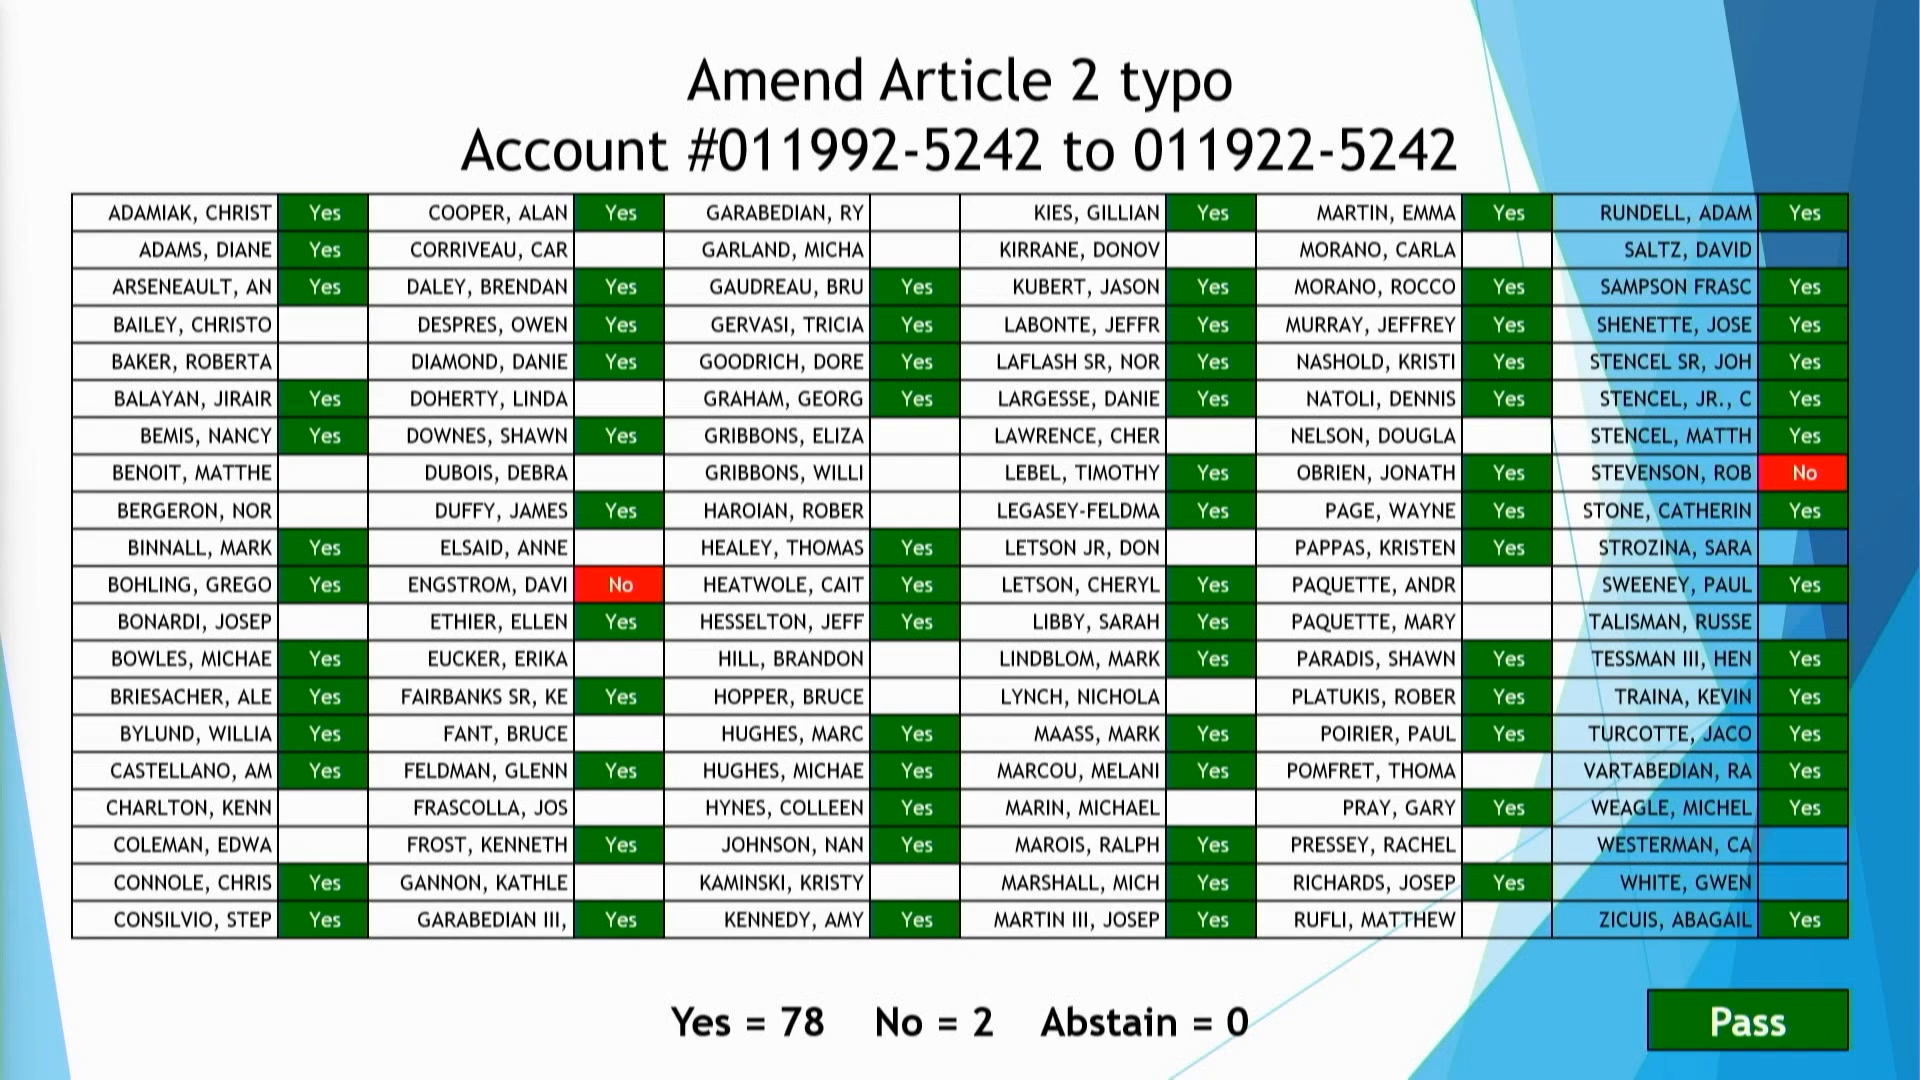 Amend Article 2 typo
Account #011992-5242 to 011922-5242
ADAMIAK, CHRIST Yes COOPER, ALAN Yes GARABEDIAN, RY KIES, GILLIAN Yes MARTIN, EMMA Yes RUNDELL, ADAM Yes
ADAMS, DIANE Yes CORRIVEAU, CAR GARLAND, MICHA KIRRANE, DONOV MORANO, CARLA SALTZ, DAVID
ARSENEAULT, AN Yes DALEY, BRENDAN Yes GAUDREAU, BRU Yes KUBERT, JASON Yes MORANO, ROCCO Yes SAMPSON FRASC Yes
BAILEY, CHRISTO DESPRES, OWEN Yes GERVASI, TRICIA Yes LABONTE, JEFFR Yes MURRAY, JEFFREY Yes SHENETTE, JOSE Yes
BAKER, ROBERTA DIAMOND, DANIE Yes GOODRICH, DORE Yes LAFLASH SR, NOR Yes NASHOLD, KRISTI Yes STENCEL SR, JOH Yes
BALAYAN, JIRAIR Yes DOHERTY, LINDA GRAHAM, GEORG Yes LARGESSE, DANIE Yes NATOLI, DENNIS Yes STENCEL, JR., C Yes
BEMIS, NANCY Yes DOWNES, SHAWN Yes GRIBBONS, ELIZA LAWRENCE, CHER NELSON, DOUGLA STENCEL, MATTH Yes
BENOIT, MATTHE DUBOIS, DEBRA GRIBBONS, WILLI LEBEL, TIMOTHY Yes OBRIEN, JONATH Yes STEVENSON, ROB No
BERGERON, NOR DUFFY, JAMES Yes HAROIAN, ROBER LEGASEY-FELDMA Yes PAGE, WAYNE Yes STONE, CATHERIN Yes
BINNALL, MARK Yes ELSAID, ANNE HEALEY, THOMAS Yes LETSON JR, DON PAPPAS, KRISTEN Yes STROZINA, SARA
BOHLING, GREGO Yes ENGSTROM, DAVI No HEATWOLE, CAIT Yes LETSON, CHERYL Yes PAQUETTE, ANDR SWEENEY, PAUL Yes
BONARDI, JOSEP ETHIER, ELLEN Yes HESSELTON, JEFF Yes LIBBY, SARAH Yes PAQUETTE, MARY TALISMAN, RUSSE
BOWLES, MICHAE Yes EUCKER, ERIKA HILL, BRANDON LINDBLOM, MARK Yes PARADIS, SHAWN Yes TESSMAN III, HEN Yes
BRIESACHER, ALE Yes FAIRBANKS SR, KE Yes HOPPER, BRUCE LYNCH, NICHOLA PLATUKIS, ROBER Yes TRAINA, KEVIN Yes
BYLUND, WILLIA Yes FANT, BRUCE HUGHES, MARC Yes MAASS, MARK Yes POIRIER, PAUL Yes TURCOTTE, JACO Yes
CASTELLANO, AM Yes FELDMAN, GLENN Yes HUGHES, MICHAE Yes MARCOU, MELANI Yes POMFRET, THOMA VARTABEDIAN, RA Yes
CHARLTON, KENN FRASCOLLA, JOS HYNES, COLLEEN Yes MARIN, MICHAEL PRAY, GARY Yes WEAGLE, MICHEL Yes
COLEMAN, EDWA FROST, KENNETH Yes JOHNSON, NAN Yes MAROIS, RALPH Yes PRESSEY, RACHEL WESTERMAN, CA
CONNOLE, CHRIS Yes GANNON, KATHLE KAMINSKI, KRISTY MARSHALL, MICH Yes RICHARDS, JOSEP Yes WHITE, GWEN
CONSILVIO, STEP Yes GARABEDIAN III, Yes KENNEDY, AMY Yes MARTIN III, JOSEP Yes RUFLI, MATTHEW ZICUIS, ABAGAIL Yes
Yes = 78 No = 2 Abstain = 0
Pass